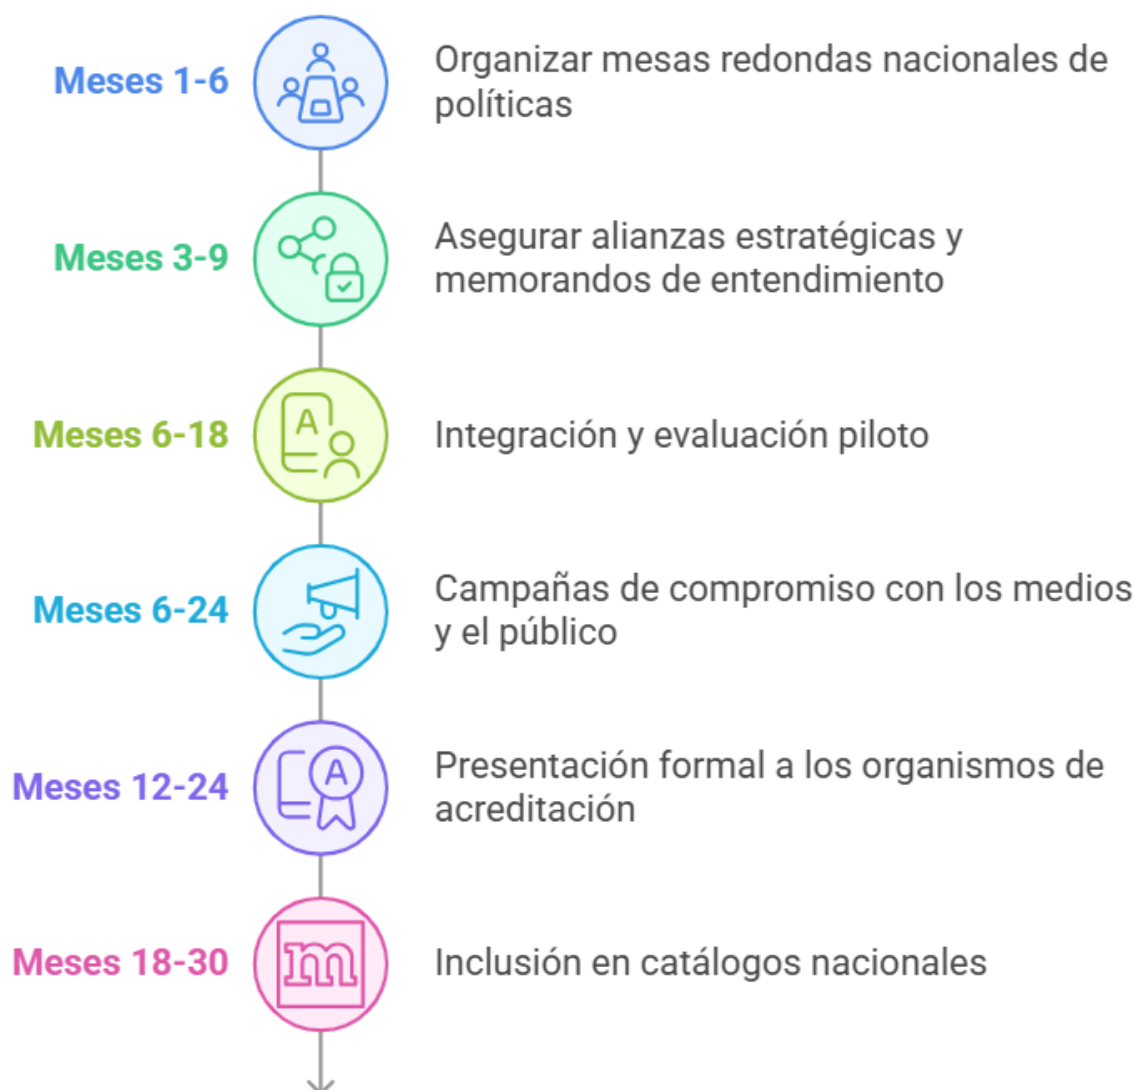 Meses 1-6
Organizar mesas redondas nacionales de
políticas
Meses 3-9
Asegurar alianzas estratégicas y
memorandos de entendimiento
A
Meses 6-18
Integración y evaluación piloto
Meses 6-24
Campañas de compromiso con los medios
y el público
A
Meses 12-24
Presentación formal a los organismos de
acreditación
m
Meses 18-30
Inclusión en catálogos nacionales